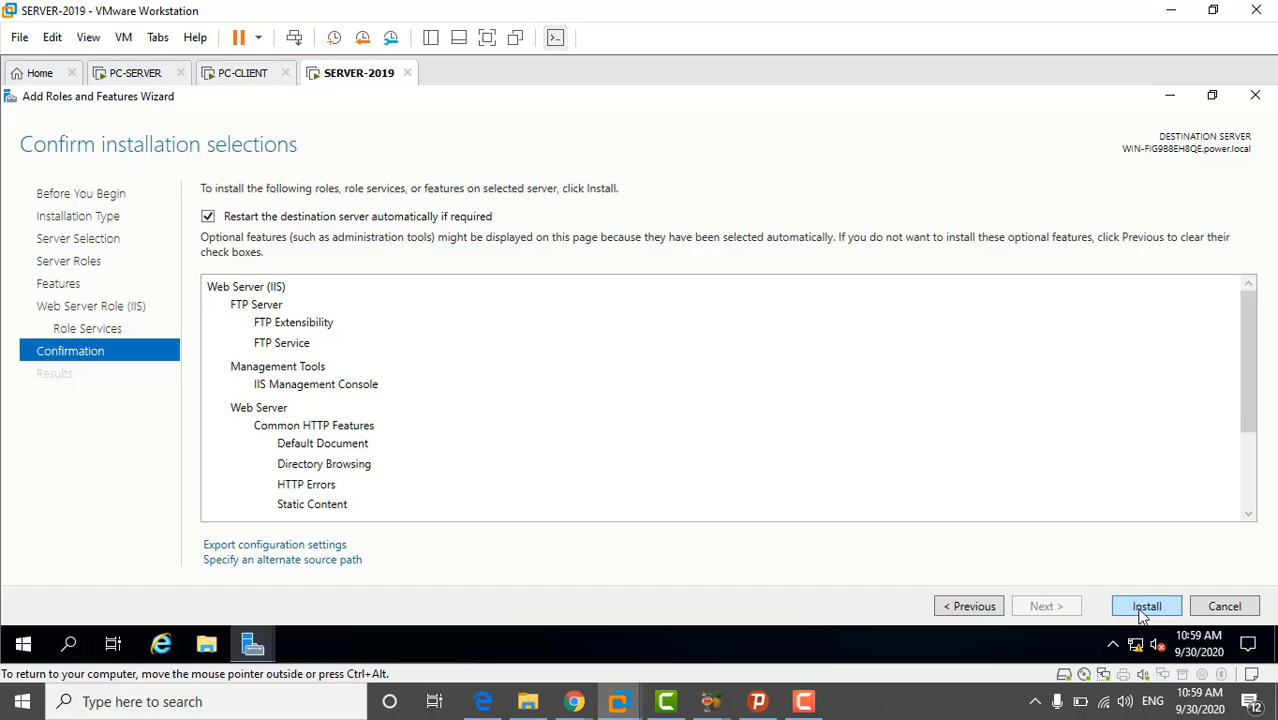 SERVER-2019 - VMware Workstation
File Edit View VM Tabs Help
Home PC-SERVER PC-CLIENT SERVER-2019
Add Roles and Features Wizard
Confirm installation selections
DESTINATION SERVER
WIN-FIG9B8EH8QE.power.local
Before You Begin
Installation Type
Server Selection
Server Roles
Features
Web Server Role (IIS)
Role Services
Confirmation
Results
To install the following roles, role services, or features on selected server, click Install.
Restart the destination server automatically if required
Optional features (such as administration tools) might be displayed on this page because they have been selected automatically. If you do not want to install these optional features, click Previous to clear their
check boxes.
Web Server (IIS)
FTP Server
FTP Extensibility
FTP Service
Management Tools
IIS Management Console
Web Server
Common HTTP Features
Default Document
Directory Browsing
HTTP Errors
Static Content
Export configuration settings
Specify an alternate source path
< Previous Next > Install Cancel
10:59 AM
9/30/2020
To return to your computer, move the mouse pointer outside or press Ctrl+Alt.
Type here to search
ENG
10:59 AM
9/30/2020
12